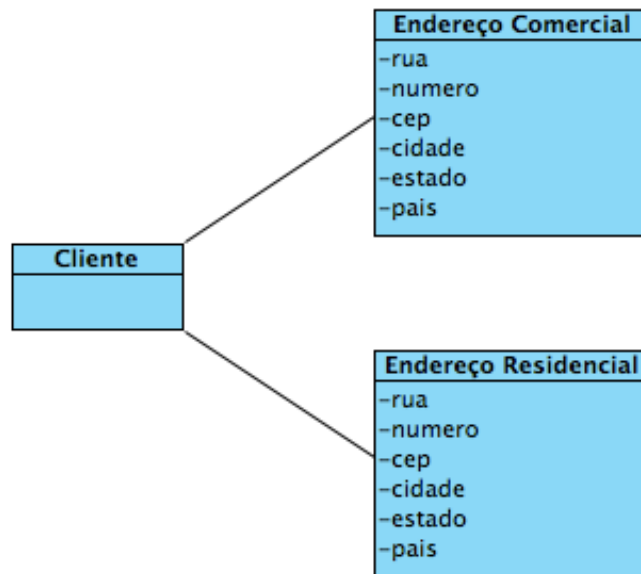 Endereço Comercial
-rua
-numero
-cep
-cidade
-estado
-pais
Cliente
Endereço Residencial
-rua
-numero
-cep
-cidade
-estado
-pais